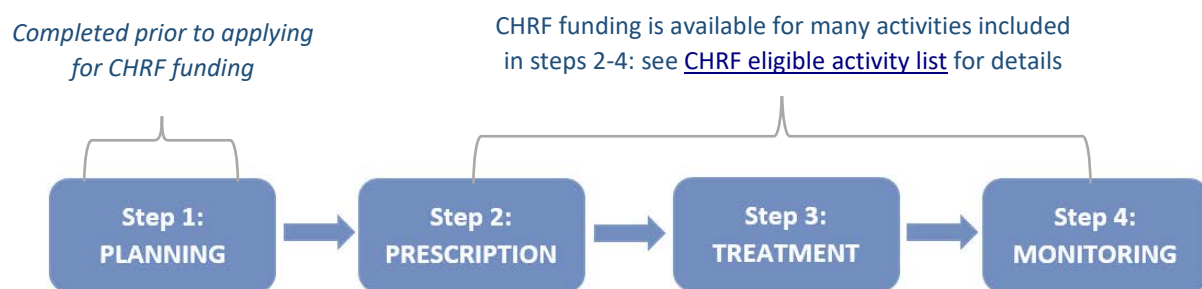 Completed prior to applying
for CHRF funding
CHRF funding is available for many activities included
in steps 2-4: see CHRF eligible activity list for details
Step 1:
PLANNING
Step 2:
PRESCRIPTION
Step 3:
TREATMENT
Step 4:
MONITORING